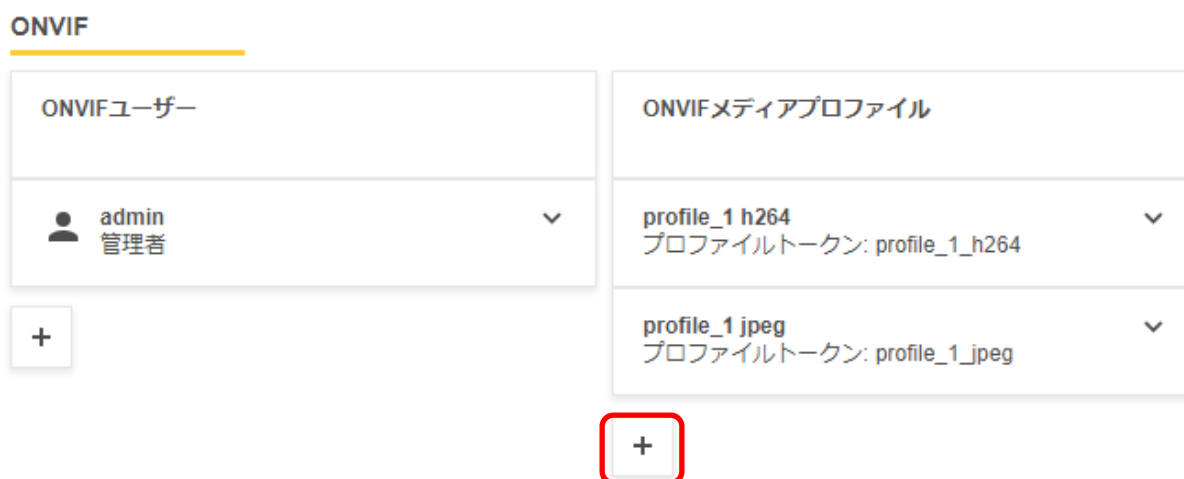 ONVIF
ONVIFユーザー
admin
管理者
+
ONVIFメディアプロファイル
profile_1 h264
プロファイルトークン: profile_1_h264
profile_1 jpeg
プロファイルトークン: profile_1_jpeg
+